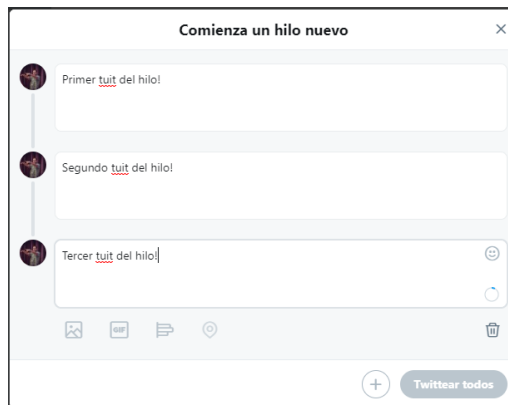 Comienza un hilo nuevo
Primer tuit del hilo!
Segundo tuit del hilo!
Tercer tuit del hilo!
GIF
Twittear todos